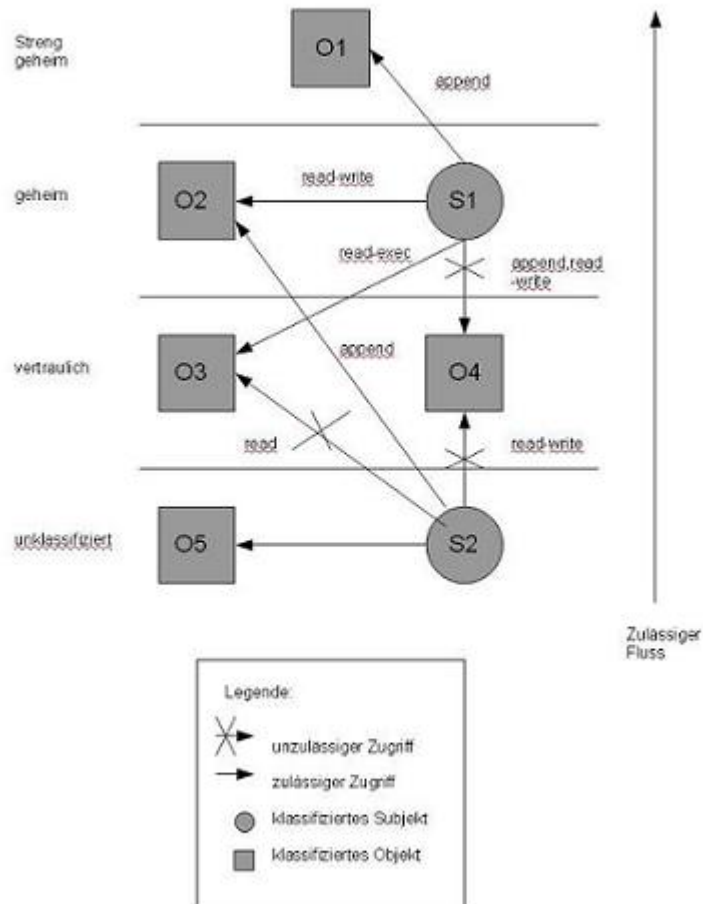 Streng
geheim
O1
append
geheim
O2
read-write
S1
read-exec
append,read
-write
vertraulich
O3
append
O4
read
read-write
unklassifiziert
O5
S2
Zulässiger
Fluss
Legende:
unzulässiger Zugriff
zulässiger Zugriff
klassifiziertes Subjekt
klassifiziertes Objekt